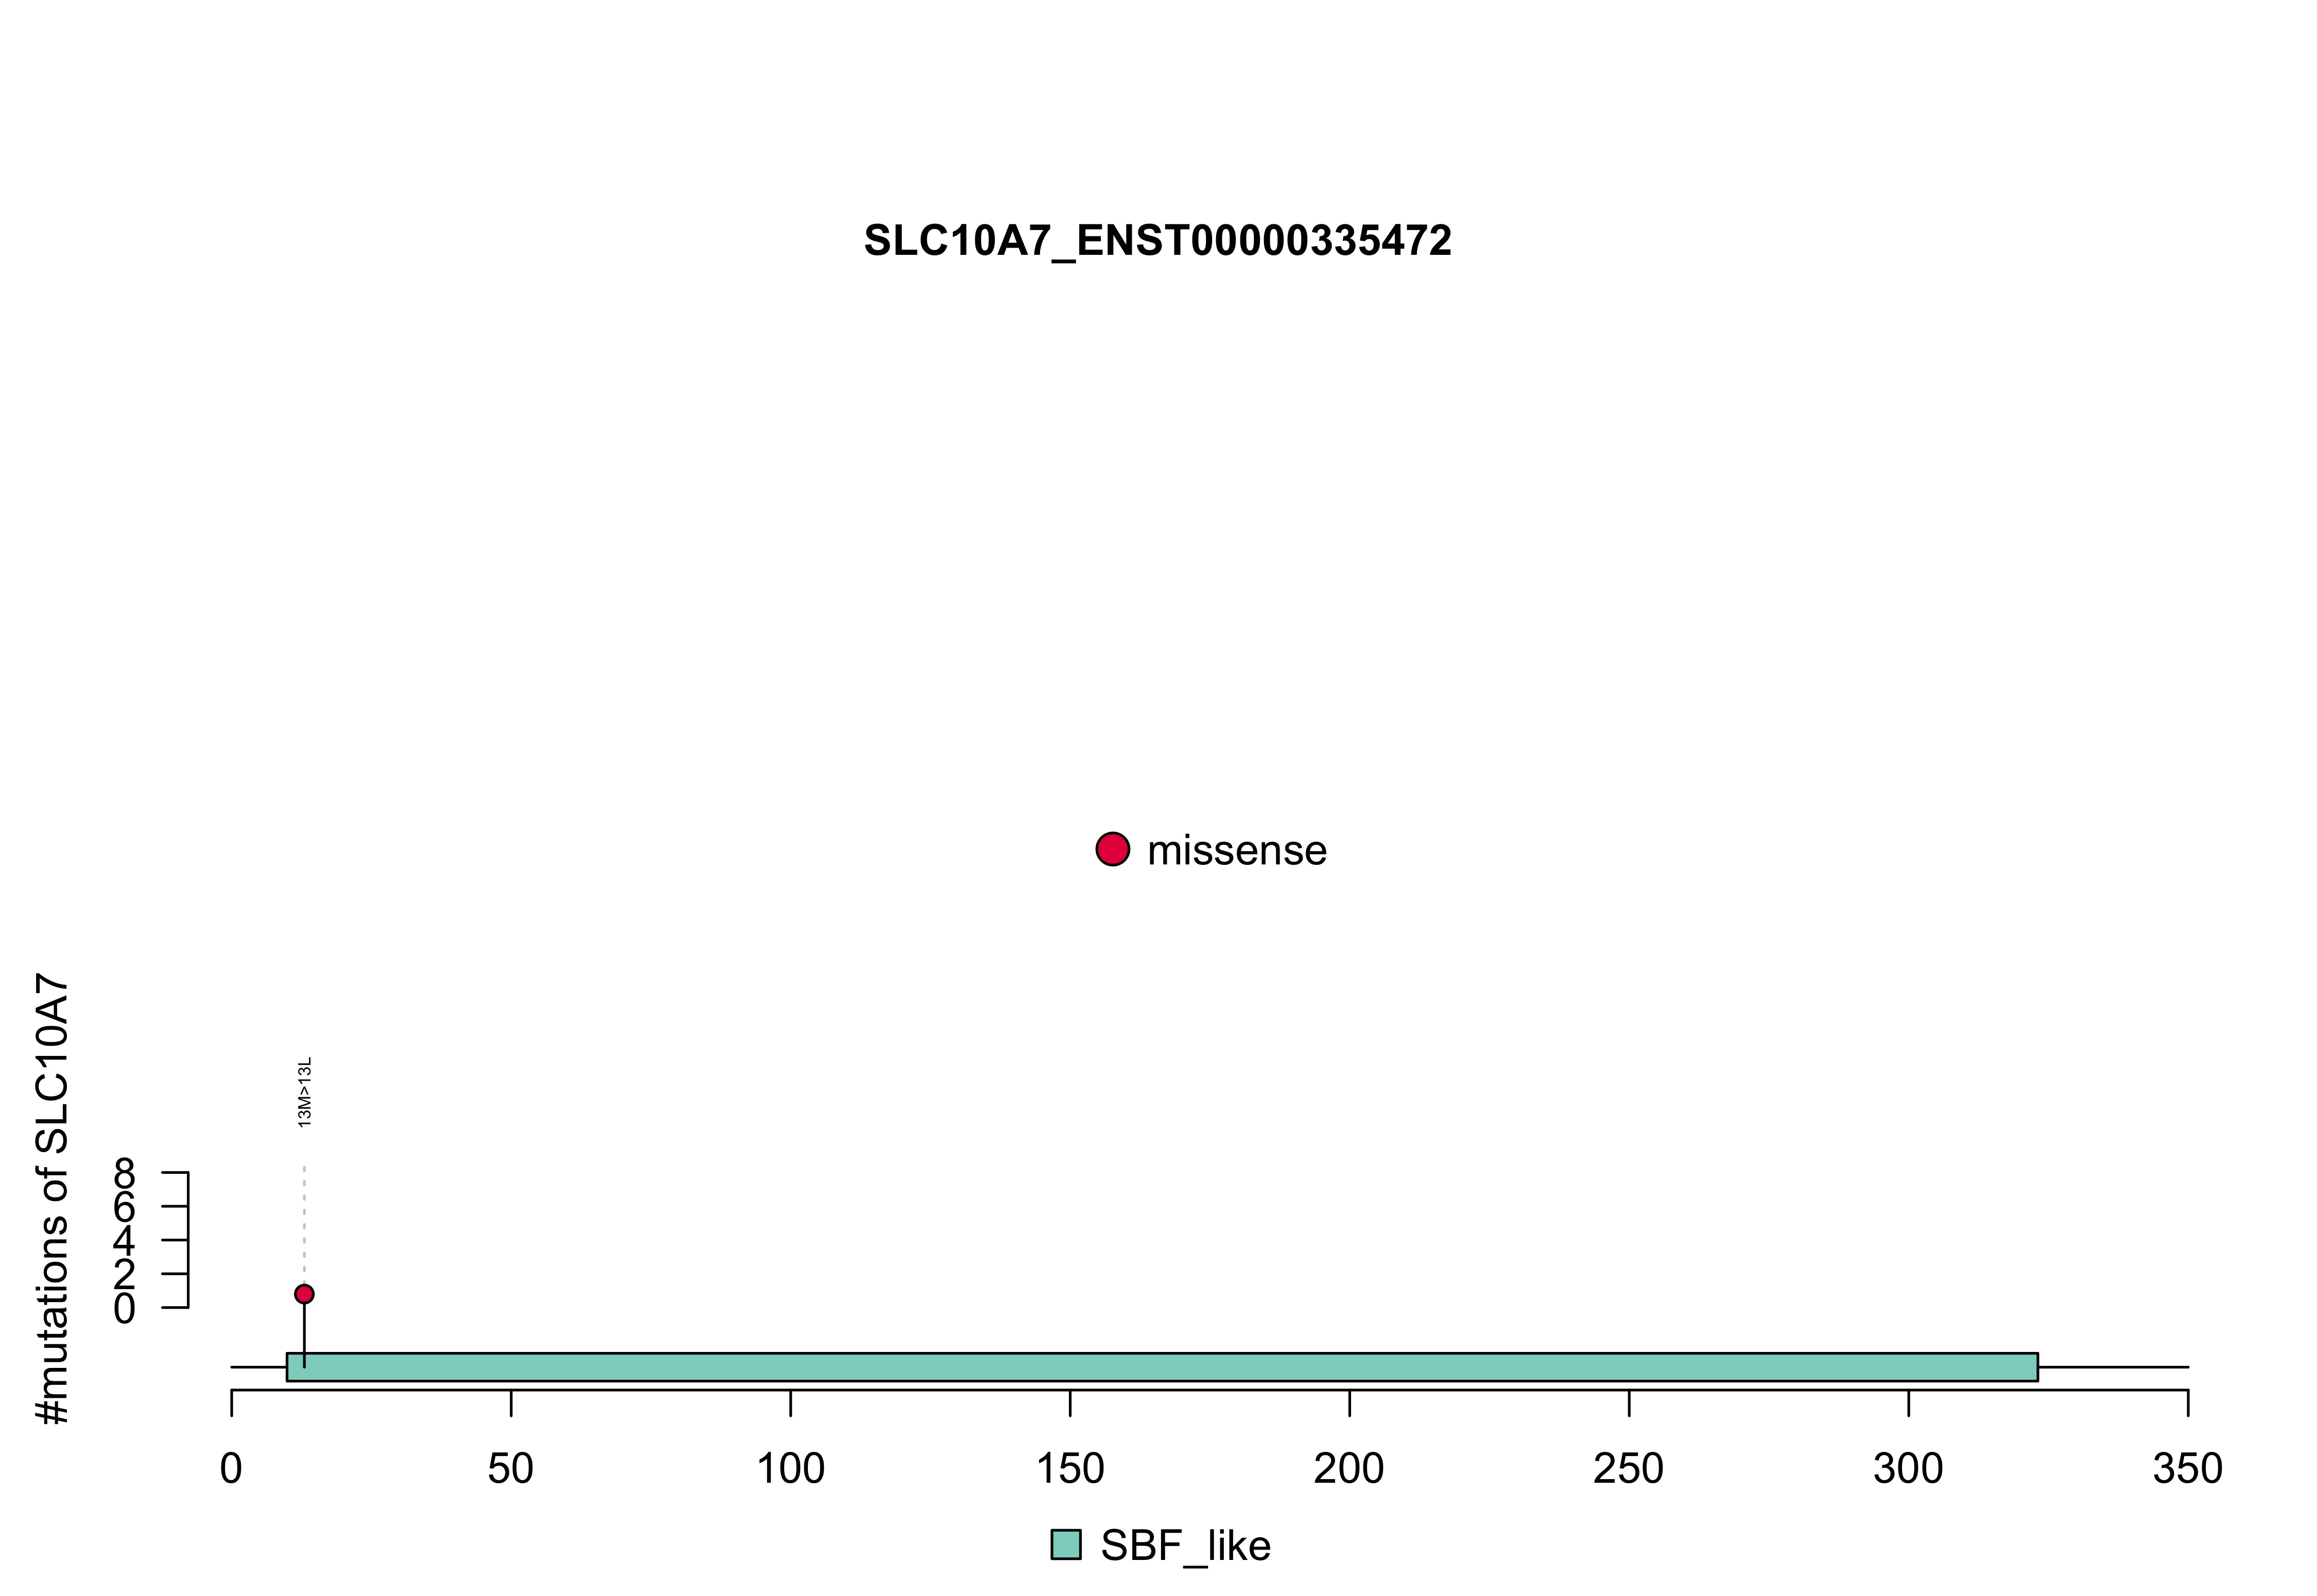 SLC10A7_ENST00000335472
missense
#mutations of SLC10A7
13M>13L
8
6
4
2
0
0 50 100 150 200 250 300 350
SBF_like